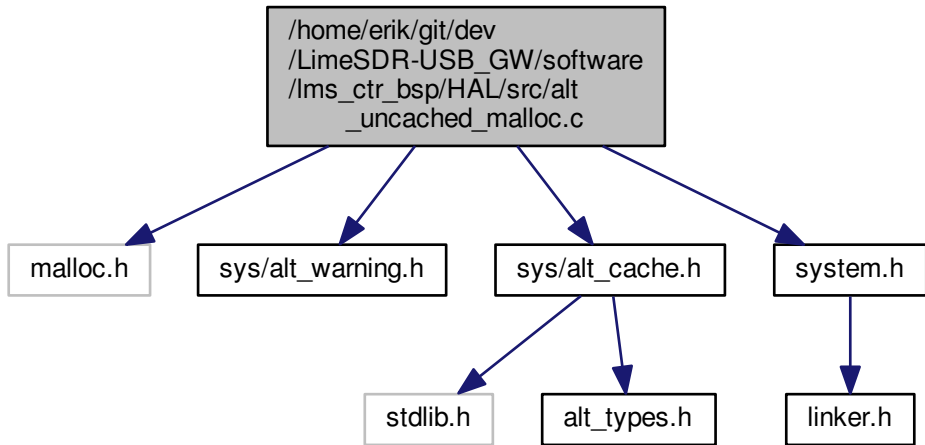 /home/erik/git/dev
/LimeSDR-USB_GW/software
/lms_ctr_bsp/HAL/src/alt
_uncached_malloc.c
malloc.h
sys/alt_warning.h
sys/alt_cache.h
system.h
stdlib.h
alt_types.h
linker.h